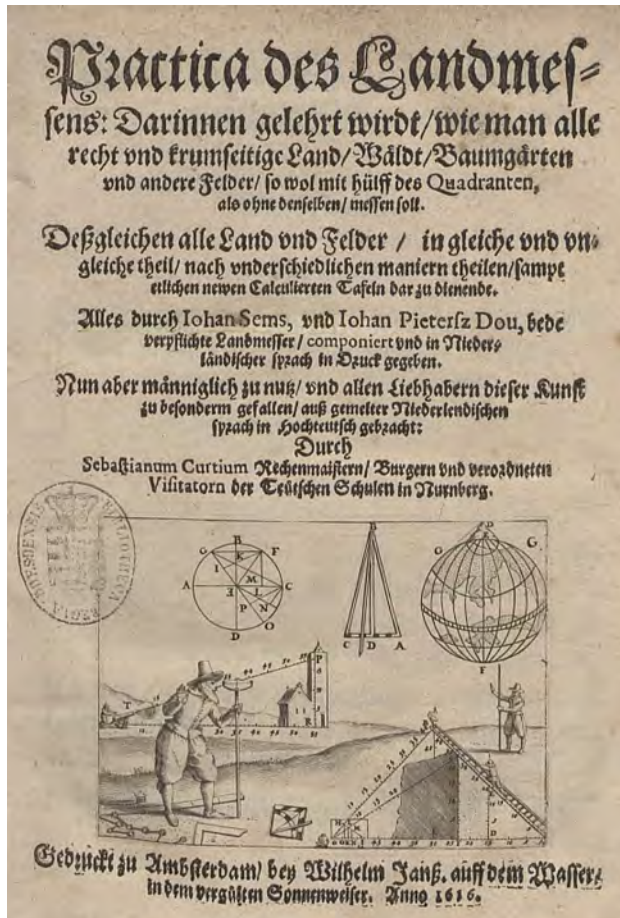 Practica des Landmes-
sens: Darinnen gelehrt wirdt/wie man alle
recht vnd krumseitige Land/Wäldt/Baumgärten
vnd andere Felder/ so wol mit hülff des Quadranten,
als ohne denselben/ messen soll.
Deßgleichen alle Land vnd Felder / in gleiche vnd vn-
gleiche theil/ nach vnderschiedlichen maniern theilen/sampt
etlichen newen Calculierten Tafeln dar zu dienende.
Alles durch Iohan Sems, vnd Iohan Pietersz Dou, bede
verpflichte Landmesser/ componiert vnd in Nieder-
ländischer sprach in Druck gegeben.
Nun aber männiglich zu nutz/ vnd allen Liebhabern dieser Kunst
zu besonderm gefallen/ auß gemelter Niederlendischen
sprach in Hochteutsch gebracht:
Durch
Sebastianum Curtium Rechenmaistern/ Burgern vnd verordneten
Visitatorn der Teütschen Schulen in Nurnberg.
BIBLIOTHECA
REGIA DRESDENSIS
B
G F
K
I
M
A E L C
P N
O
D
B
C D A
G G
F
T
P
R
Gedruckt zu Ambsterdam/ bey Wilhelm Janß. auff dem Wasser/
in dem vergülten Sonnenweiser. Anno 1616.